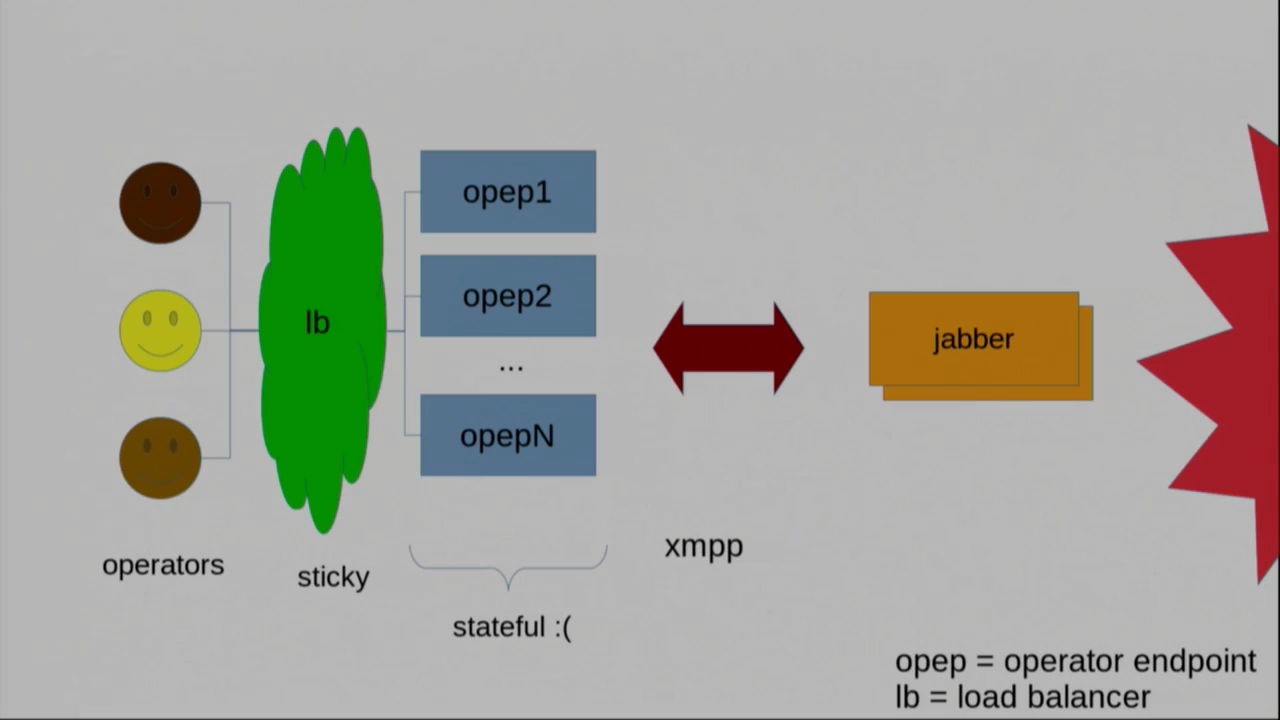 opep1
opep2
lb
jabber
...
opepN
xmpp
operators
sticky
stateful :(
opep = operator endpoint
lb = load balancer